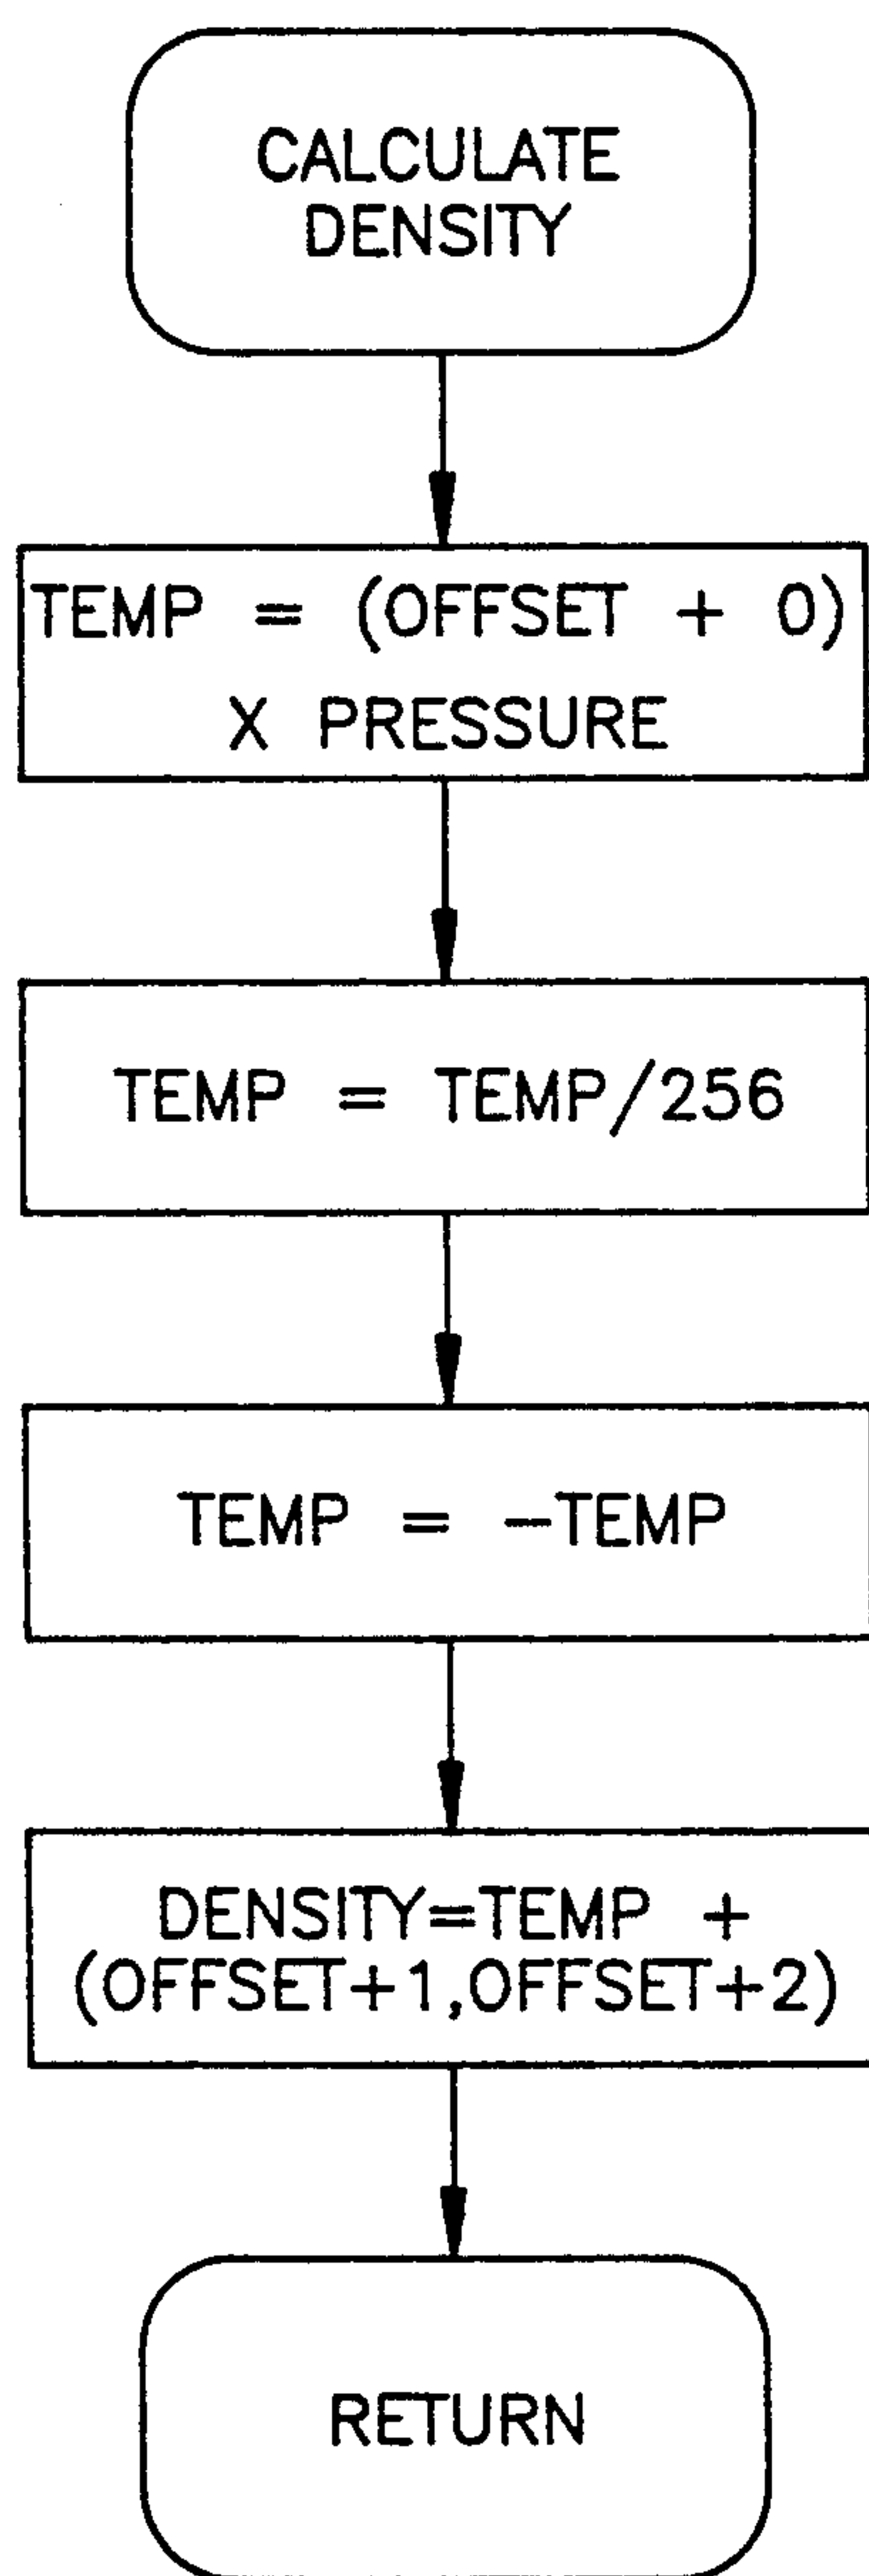 CALCULATE
DENSITY
TEMP = (OFFSET + 0)
X PRESSURE
TEMP = TEMP/256
TEMP = -TEMP
DENSITY=TEMP +
(OFFSET+1,OFFSET+2)
RETURN